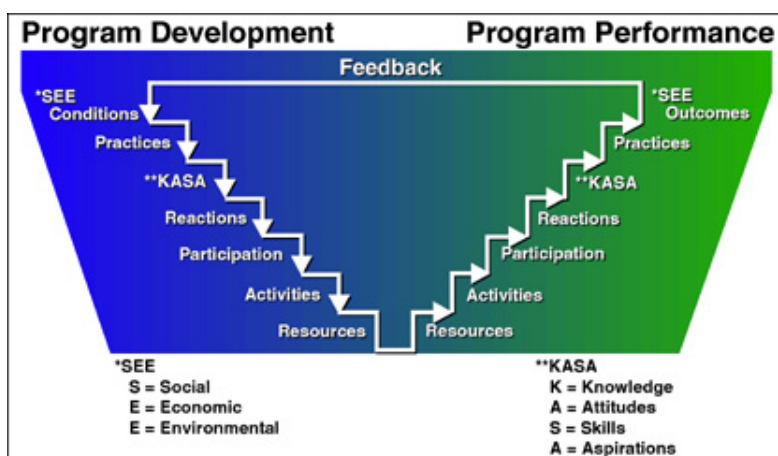 Program Development
Program Performance
Feedback
*SEE
Conditions
Practices
**KASA
Reactions
Participation
Activities
Resources
*SEE
Outcomes
Practices
**KASA
Reactions
Participation
Activities
Resources
*SEE
S = Social
E = Economic
E = Environmental
**KASA
K = Knowledge
A = Attitudes
S = Skills
A = Aspirations